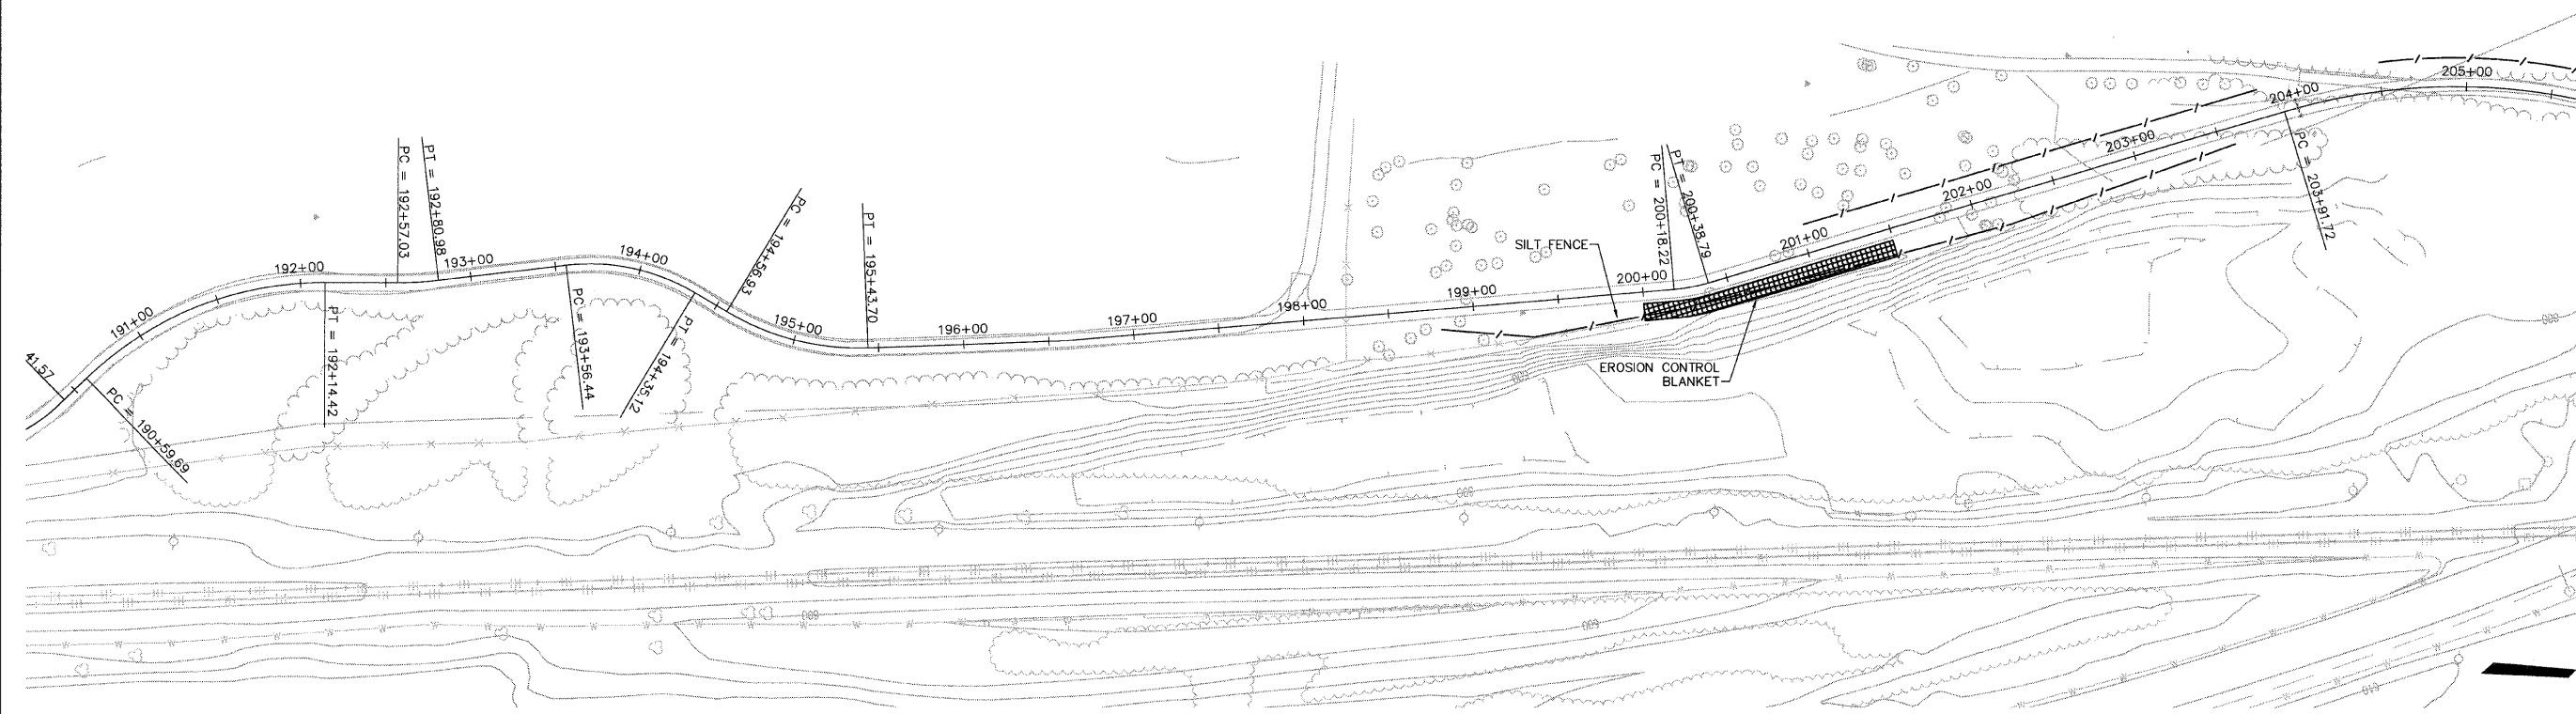 41.57
PC = 190+59.69
191+00
192+00
PT = 192+14.42
PC = 192+57.03
PT = 192+80.98
193+00
PC = 193+56.44
194+00
PT = 194+35.12
PC = 194+56.93
195+00
PT = 195+43.70
196+00
197+00
198+00
199+00
SILT FENCE
200+00
PC = 200+18.22
PT = 200+38.79
EROSION CONTROL
BLANKET
201+00
202+00
203+00
PC = 203+91.72
204+00
205+00